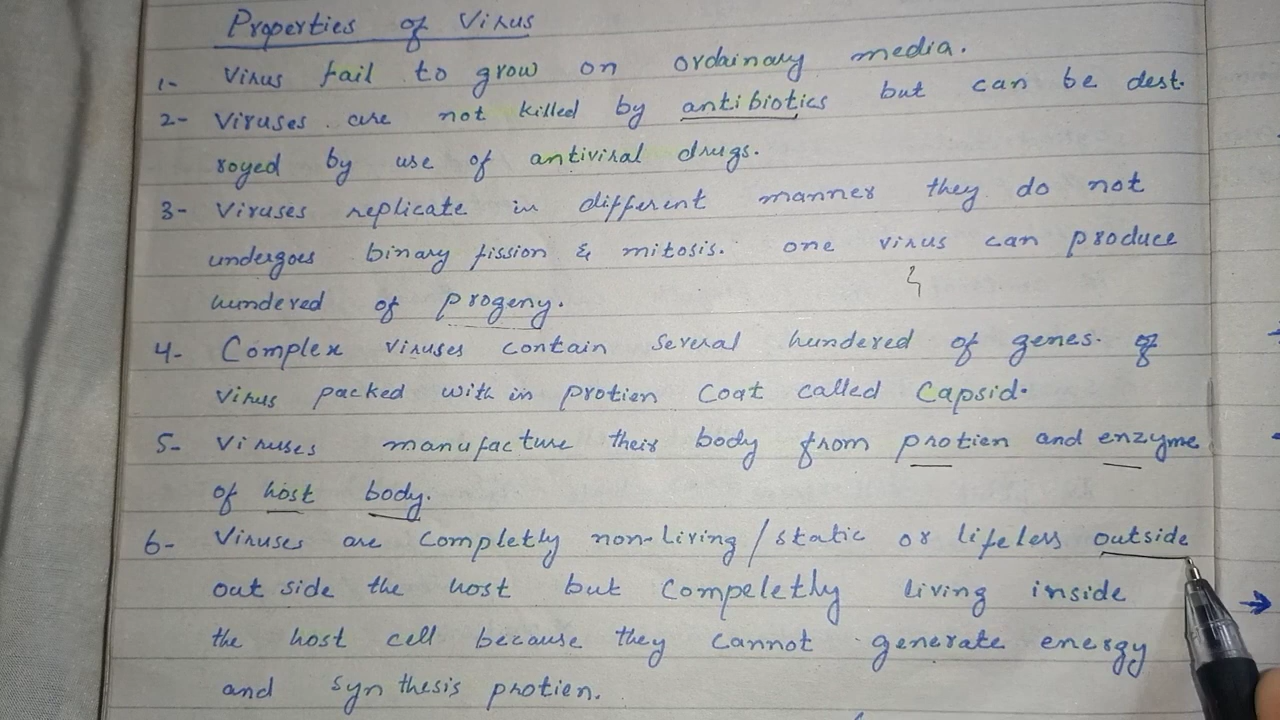 Properties of Virus
1- Virus fail to grow on ordainary media.
2- Viruses are not killed by antibiotics but can be dest.
royed by use of antiviral drugs.
3- Viruses replicate in different manner they do not
undergoes binary fission & mitosis. one virus can produce
hundered of progeny.
4- Complex viruses contain several hundered of genes. of
virus packed with in protien Coat called Capsid.
5- Viruses manufacture their body from protien and enzyme
of host body.
6- Viruses are completly non-living/static or lifeless outside
out side the host but Compeletly living inside
the host cell because they cannot generate energy
and synthesis protien.